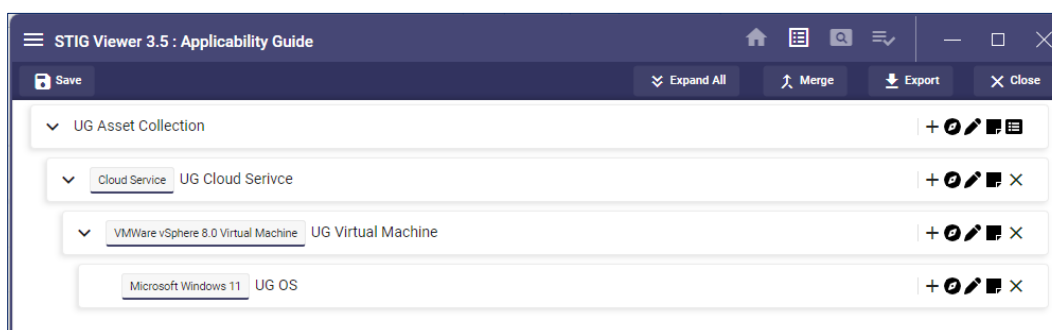 STIG Viewer 3.5 : Applicability Guide
Save Expand All Merge Export Close
UG Asset Collection
Cloud Service UG Cloud Serivce
VMWare vSphere 8.0 Virtual Machine UG Virtual Machine
Microsoft Windows 11 UG OS